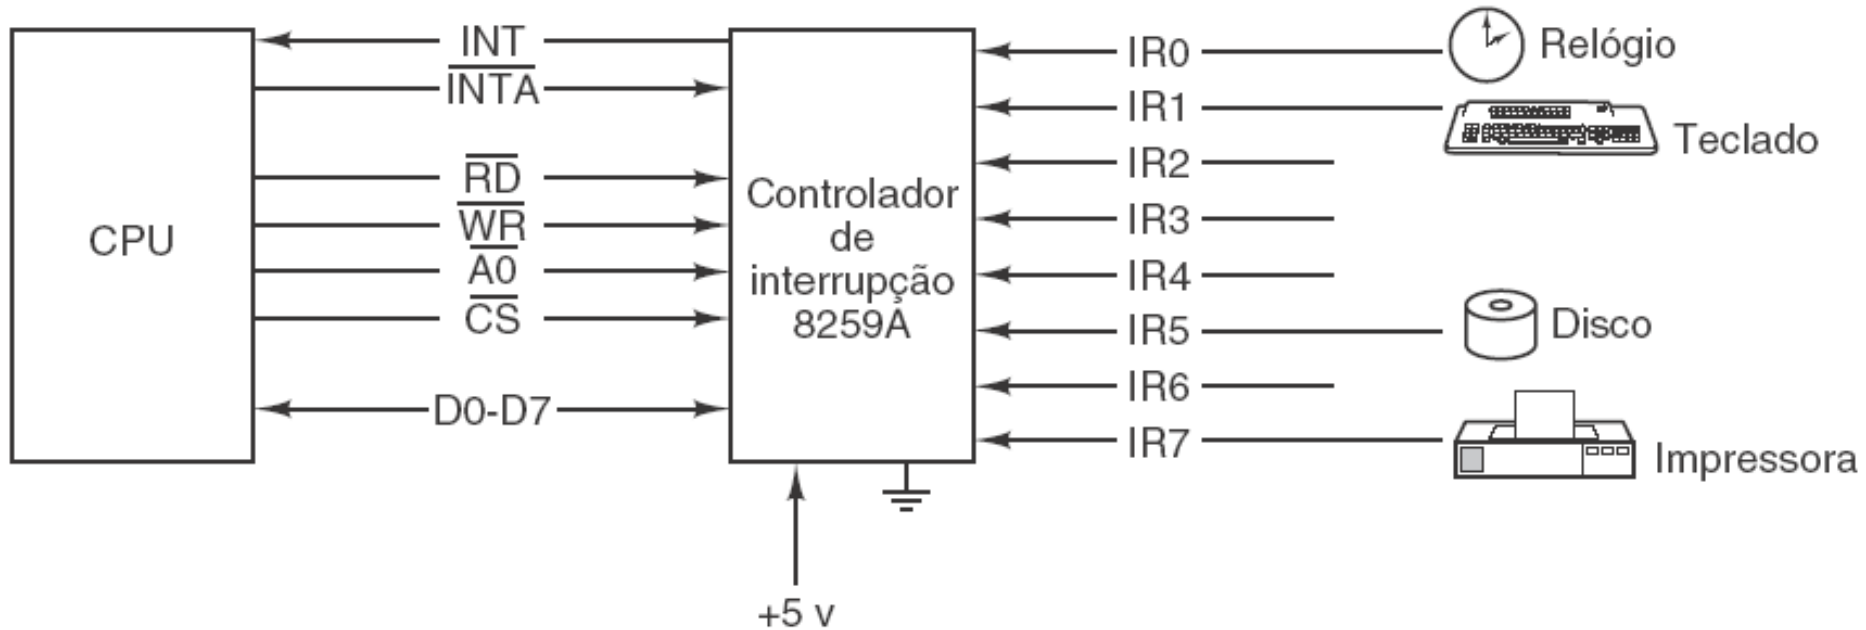 CPU
INT
INTA
RD
WR
A0
CS
D0-D7
Controlador
de
interrupção
8259A
+5 v
IR0
Relógio
IR1
Teclado
IR2
IR3
IR4
IR5
Disco
IR6
IR7
Impressora